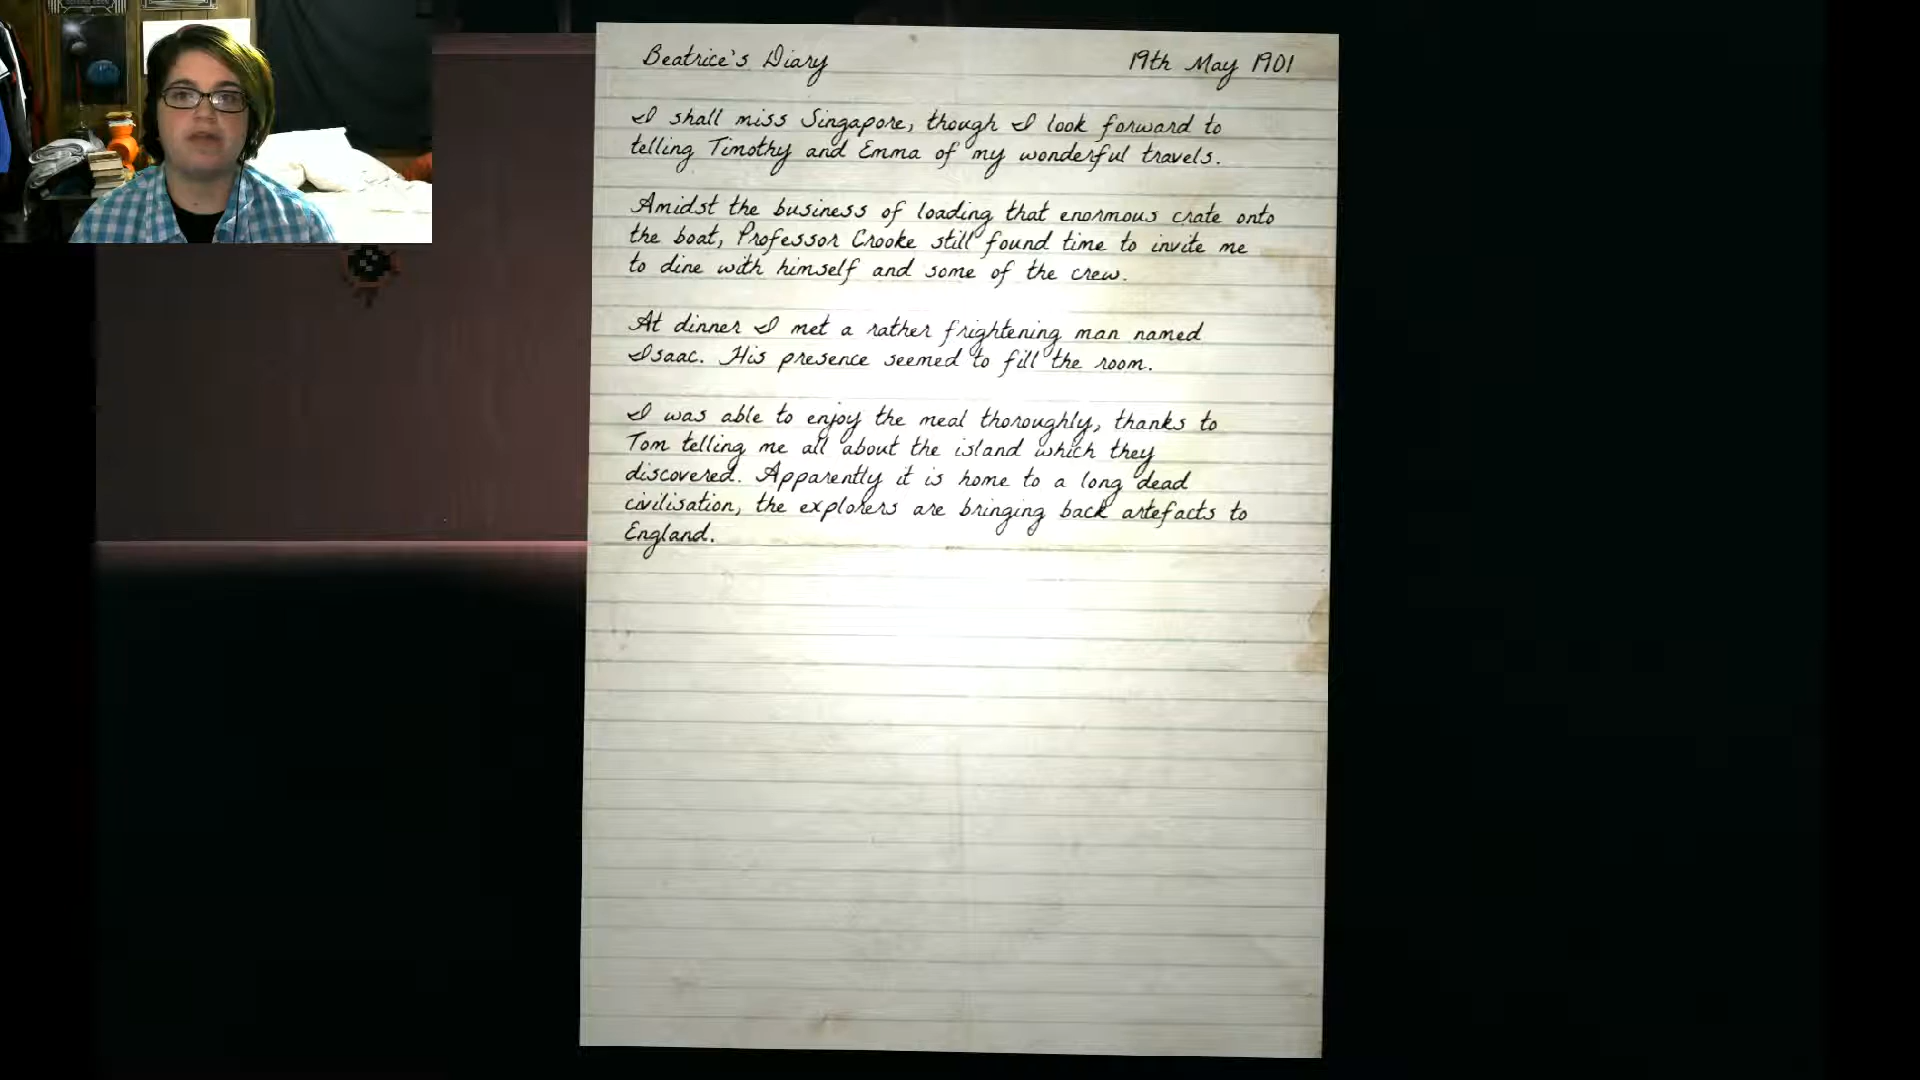 Beatrice's Diary
19th May 1901
I shall miss Singapore, though I look forward to
telling Timothy and Emma of my wonderful travels.
Amidst the business of loading that enormous crate onto
the boat, Professor Crooke still found time to invite me
to dine with himself and some of the crew.
At dinner I met a rather frightening man named
Isaac. His presence seemed to fill the room.
I was able to enjoy the meal thoroughly, thanks to
Tom telling me all about the island which they
discovered. Apparently it is home to a long dead
civilisation, the explorers are bringing back artefacts to
England.